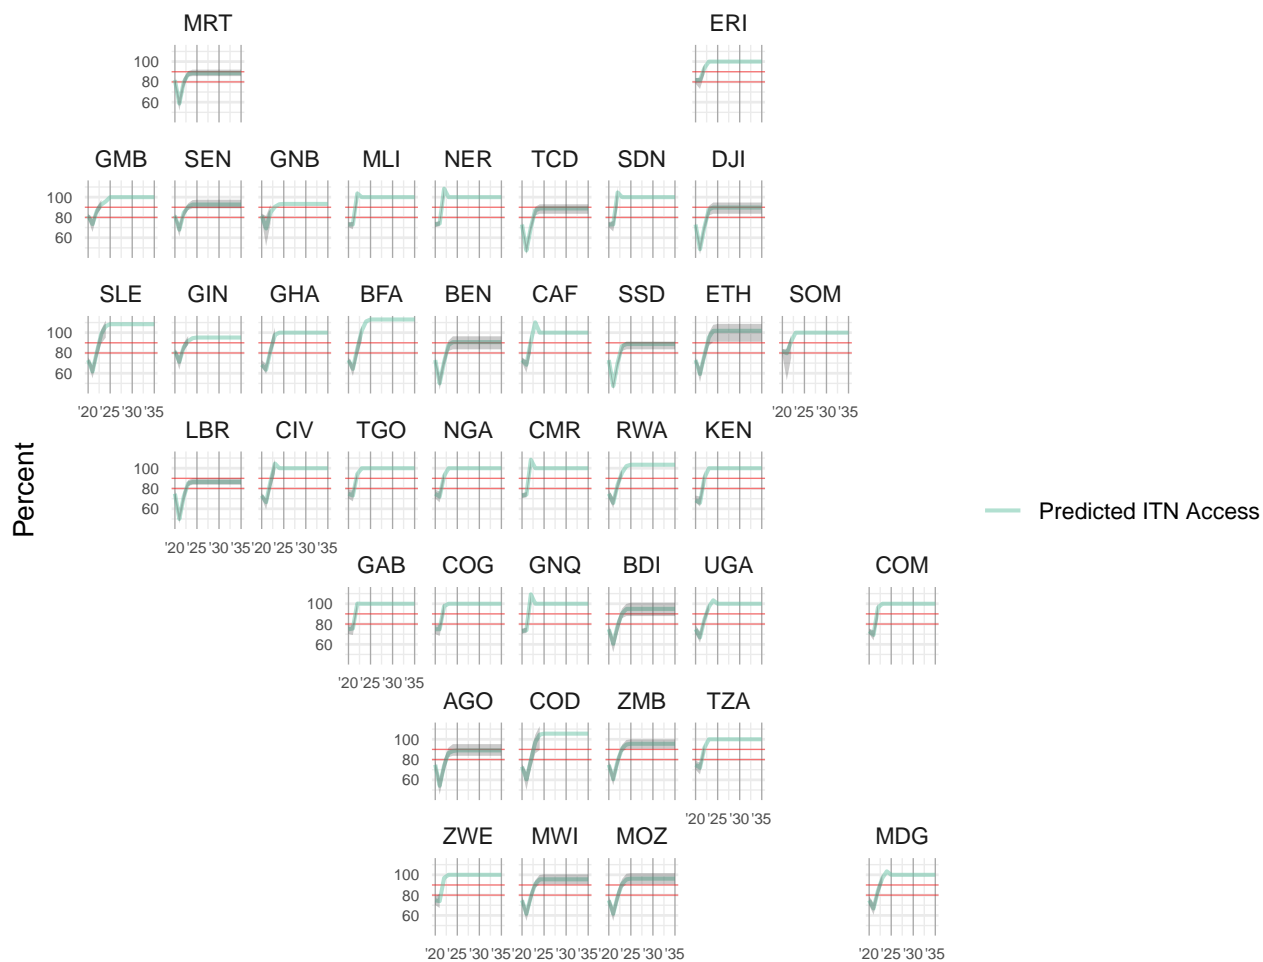 MRT ERI
100
80
60
GMB SEN GNB MLI NER TCD SDN DJI
100
80
60
SLE GIN GHA BFA BEN CAF SSD ETH SOM
100
80
60
'20 '25 '30 '35 '20 '25 '30 '35
LBR CIV TGO NGA CMR RWA KEN
100
80
60
Percent
Predicted ITN Access
'20 '25 '30 '35 '20 '25 '30 '35
GAB COG GNQ BDI UGA COM
100
80
60
'20 '25 '30 '35
AGO COD ZMB TZA
100
80
60
'20 '25 '30 '35
ZWE MWI MOZ MDG
100
80
60
'20 '25 '30 '35 '20 '25 '30 '35 '20 '25 '30 '35 '20 '25 '30 '35